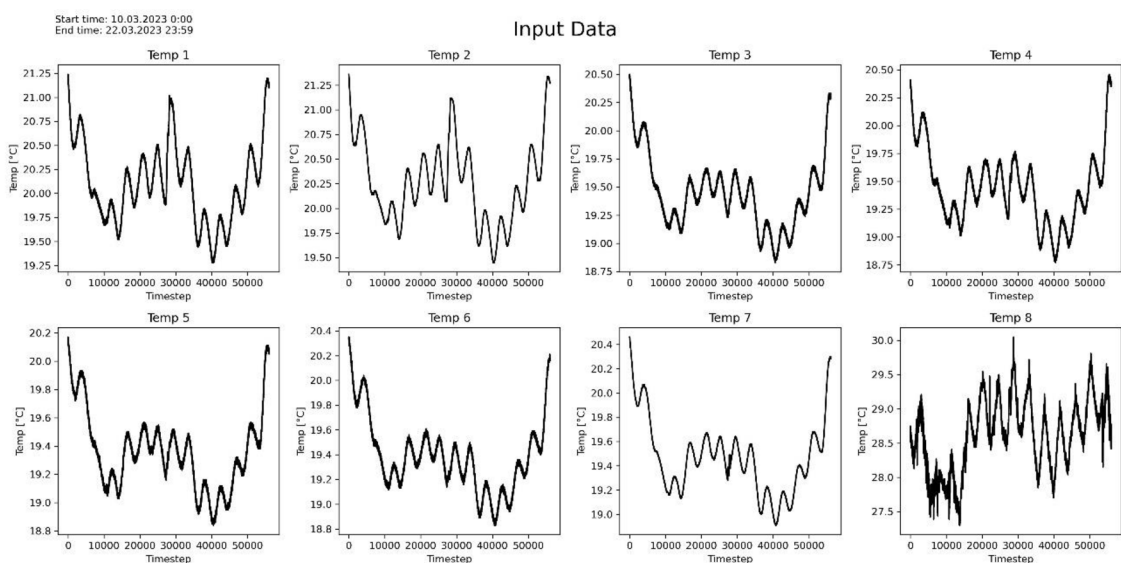 Start time: 10.03.2023 0:00
End time: 22.03.2023 23:59
Input Data
Temp 1
Temp [°C]
21.25
21.00
20.75
20.50
20.25
20.00
19.75
19.50
19.25
0 10000 20000 30000 40000 50000
Timestep
Temp 2
Temp [°C]
21.25
21.00
20.75
20.50
20.25
20.00
19.75
19.50
0 10000 20000 30000 40000 50000
Timestep
Temp 3
Temp [°C]
20.50
20.25
20.00
19.75
19.50
19.25
19.00
18.75
0 10000 20000 30000 40000 50000
Timestep
Temp 4
Temp [°C]
20.50
20.25
20.00
19.75
19.50
19.25
19.00
18.75
0 10000 20000 30000 40000 50000
Timestep
Temp 5
Temp [°C]
20.2
20.0
19.8
19.6
19.4
19.2
19.0
18.8
0 10000 20000 30000 40000 50000
Timestep
Temp 6
Temp [°C]
20.4
20.2
20.0
19.8
19.6
19.4
19.2
19.0
18.8
0 10000 20000 30000 40000 50000
Timestep
Temp 7
Temp [°C]
20.4
20.2
20.0
19.8
19.6
19.4
19.2
19.0
0 10000 20000 30000 40000 50000
Timestep
Temp 8
Temp [°C]
30.0
29.5
29.0
28.5
28.0
27.5
0 10000 20000 30000 40000 50000
Timestep